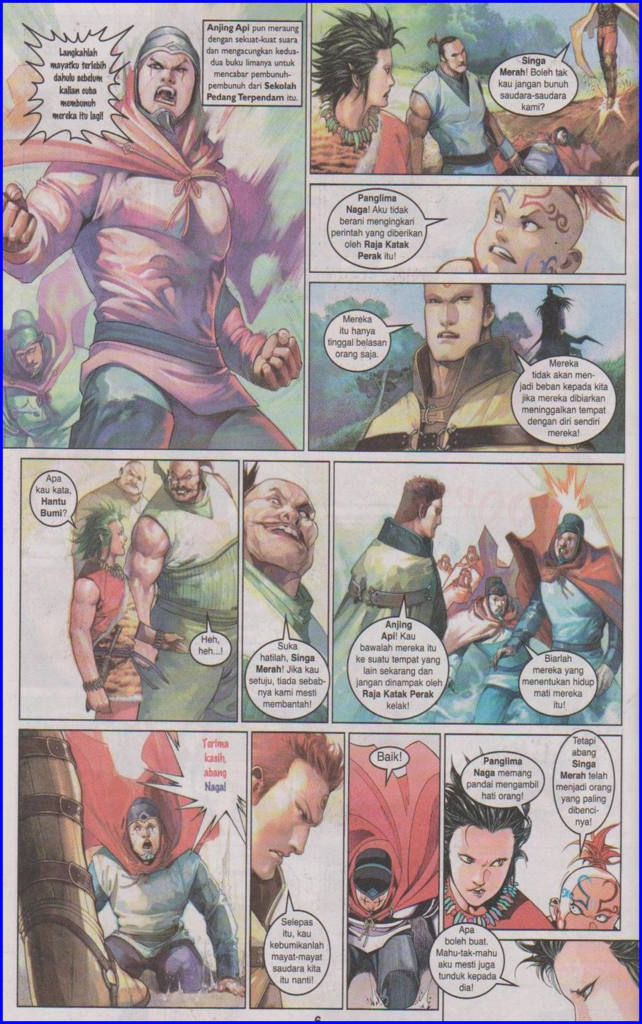 Langkahlah
mayatku terlebih
dahulu sebelum
kalian cuba
membunuh
mereka itu lagi!
Anjing Api pun meraung
dengan sekuat-kuat suara
dan mengacungkan kedua-
dua buku limanya untuk
mencabar pembunuh-
pembunuh dari Sekolah
Pedang Terpendam itu.
Singa
Merah! Boleh tak
kau jangan bunuh
saudara-saudara
kami?
Panglima
Naga! Aku tidak
berani mengingkari
perintah yang diberikan
oleh Raja Katak
Perak itu!
Mereka
itu hanya
tinggal belasan
orang saja.
Mereka
tidak akan men-
jadi beban kepada kita
jika mereka dibiarkan
meninggalkan tempat
dengan diri sendiri
mereka!
Apa
kau kata,
Hantu
Bumi?
Heh,
heh...!
Suka
hatilah, Singa
Merah! Jika kau
setuju, tiada sebab-
nya kami mesti
membantah!
Anjing
Api! Kau
bawalah mereka itu
ke suatu tempat yang
lain sekarang dan
jangan dinampak oleh
Raja Katak Perak
kelak!
Biarlah
mereka yang
menentukan hidup
mati mereka
itu!
Terima
kasih,
abang
Naga!
Selepas
itu, kau
kebumikanlah
mayat-mayat
saudara kita
itu nanti!
Baik!
Panglima
Naga memang
pandai mengambil
hati orang!
Tetapi
abang
Singa
Merah telah
menjadi orang
yang paling
dibenci-
nya!
Apa
boleh buat.
Mahu-tak-mahu
aku mesti juga
tunduk kepada
dia!
6